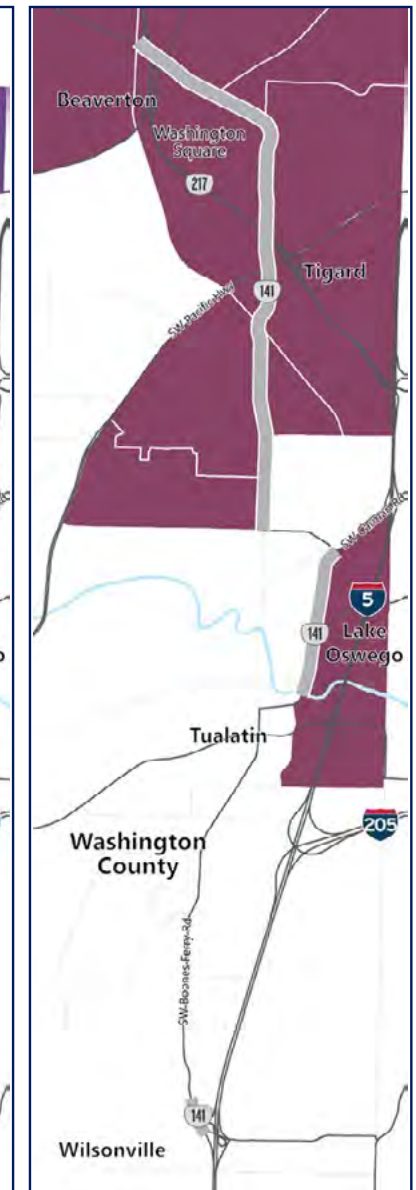 Beaverton
Washington
Square
217
Tigard
141
SW-Pacific Hwy
5
141
Lake
Oswego
o
Tualatin
205
Washington
County
SW-Boones-Ferry-Rd
141
Wilsonville